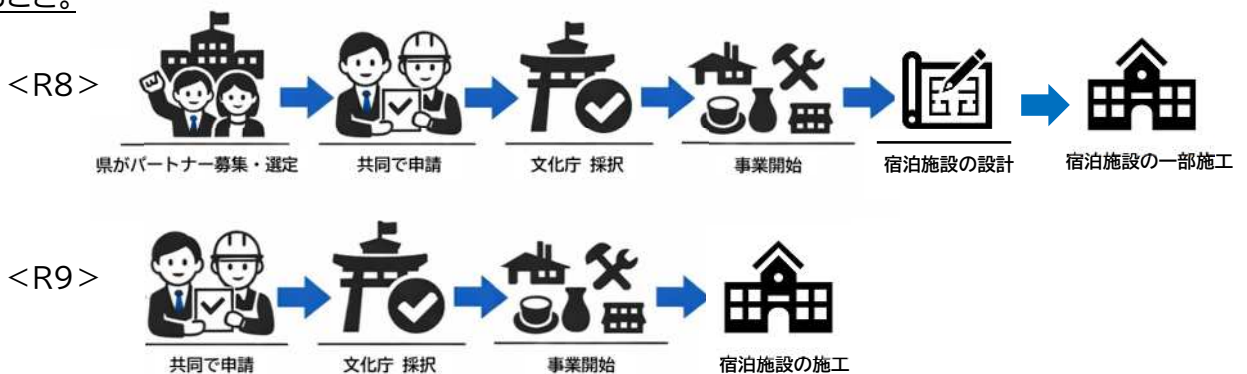 こと。
<R8>
県がパートナー募集・選定
共同で申請
文化庁 採択
事業開始
宿泊施設の設計
宿泊施設の一部施工
<R9>
共同で申請
文化庁 採択
事業開始
宿泊施設の施工